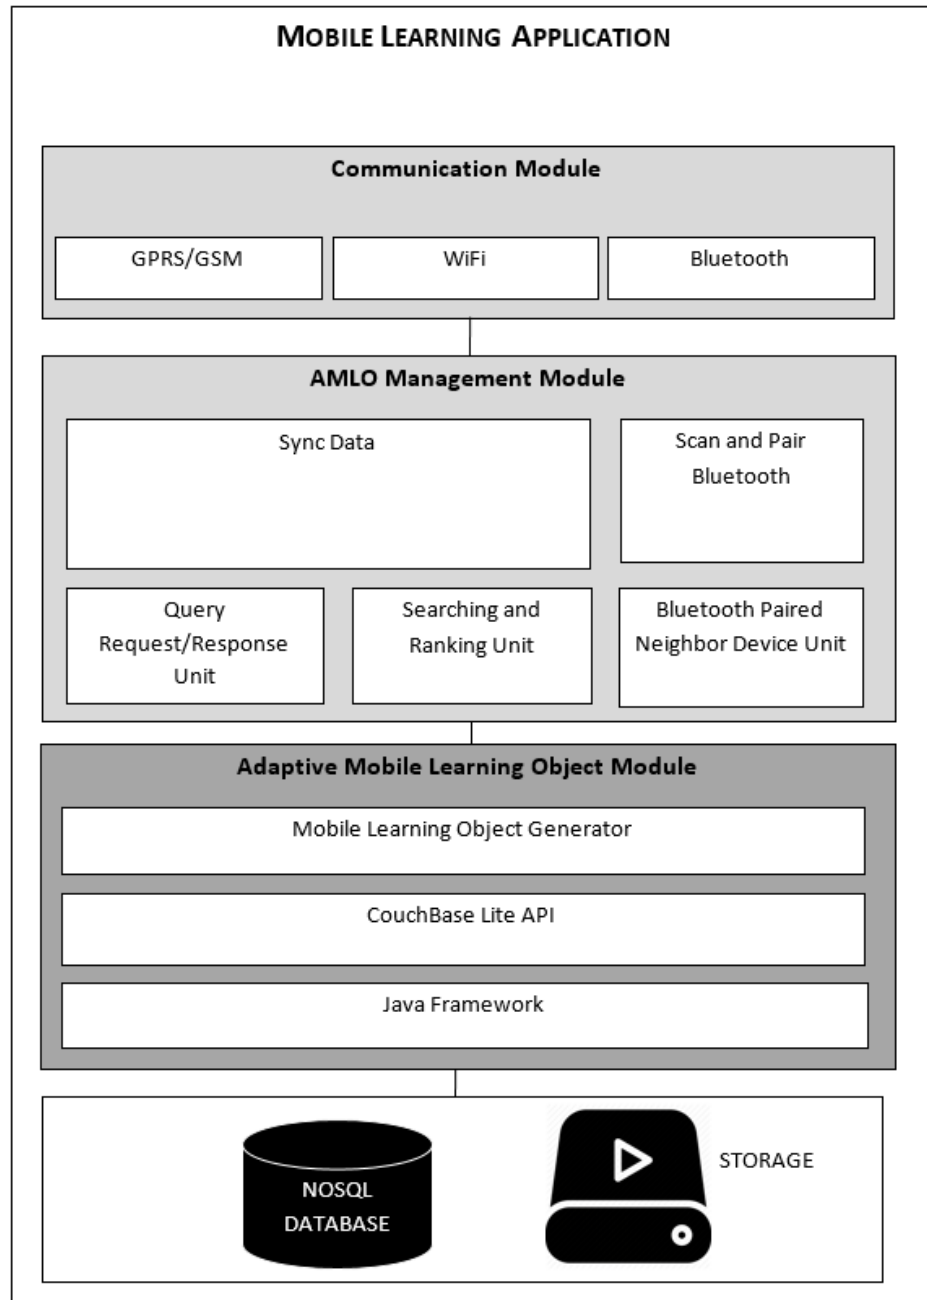 MOBILE LEARNING APPLICATION
Communication Module
GPRS/GSM
WiFi
Bluetooth
AMLO Management Module
Sync Data
Scan and Pair
Bluetooth
Query
Request/Response
Unit
Searching and
Ranking Unit
Bluetooth Paired
Neighbor Device Unit
Adaptive Mobile Learning Object Module
Mobile Learning Object Generator
CouchBase Lite API
Java Framework
NOSQL
DATABASE
STORAGE